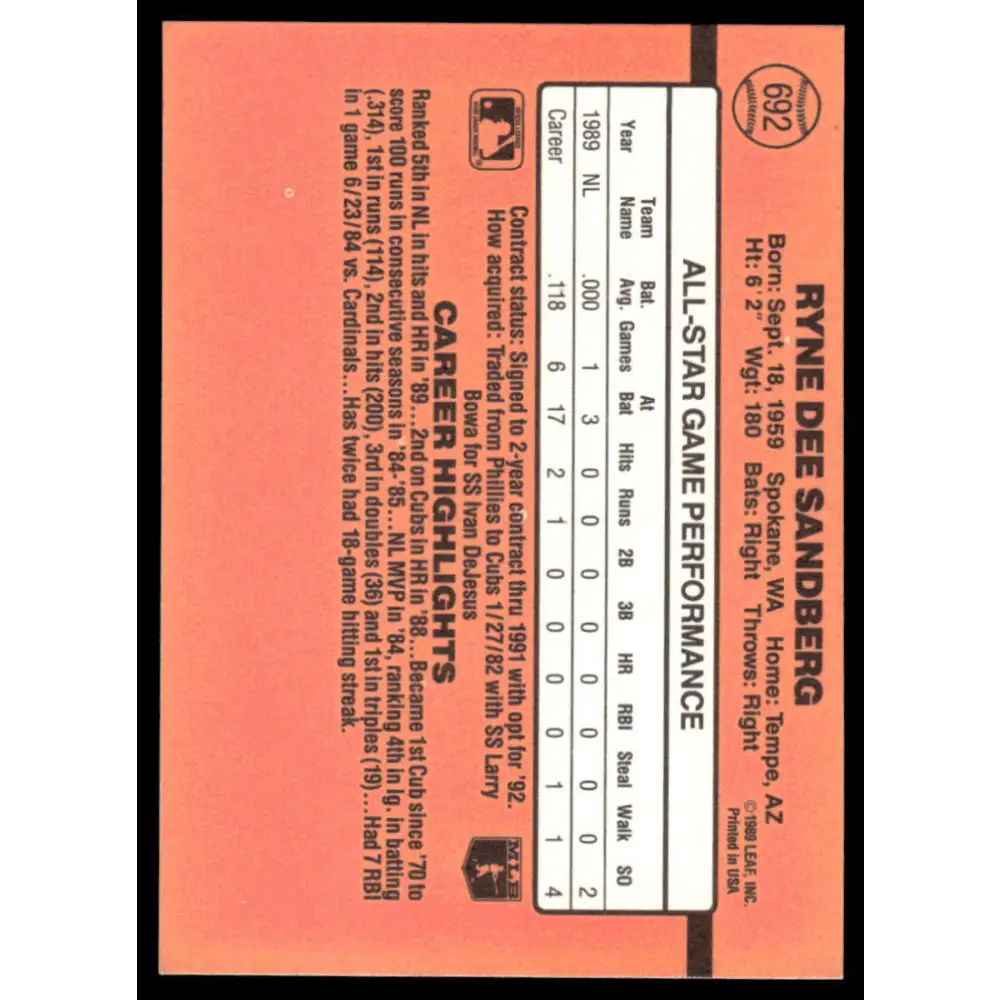 692
RYNE DEE SANDBERG
Born: Sept. 18, 1959 Spokane, WA Home: Tempe, AZ
Ht: 6'2" Wgt: 180 Bats: Right Throws: Right
© 1989 LEAF, INC.
Printed in USA
ALL-STAR GAME PERFORMANCE
Year Team Name Bat. Avg. Games At Bat Hits Runs 2B 3B HR RBI Steal Walk SO
1989 NL .000 1 3 0 0 0 0 0 0 0 0 2
Career .118 6 17 2 1 0 0 0 0 1 1 4
Contract status: Signed to 2-year contract thru 1991 with opt for '92.
How acquired: Traded from Phillies to Cubs 1/27/82 with SS Larry
Bowa for SS Ivan DeJesus
MLB
CAREER HIGHLIGHTS
Ranked 5th in NL in hits and HR in '89...2nd on Cubs in HR in '88...Became 1st Cub since '70 to
score 100 runs in consecutive seasons in '84-'85...NL MVP in '84, ranking 4th in lg. in batting
(.314), 1st in runs (114), 2nd in hits (200), 3rd in doubles (36) and 1st in triples (19)...Had 7 RBI
in 1 game 6/23/84 vs. Cardinals...Has twice had 18-game hitting streak.